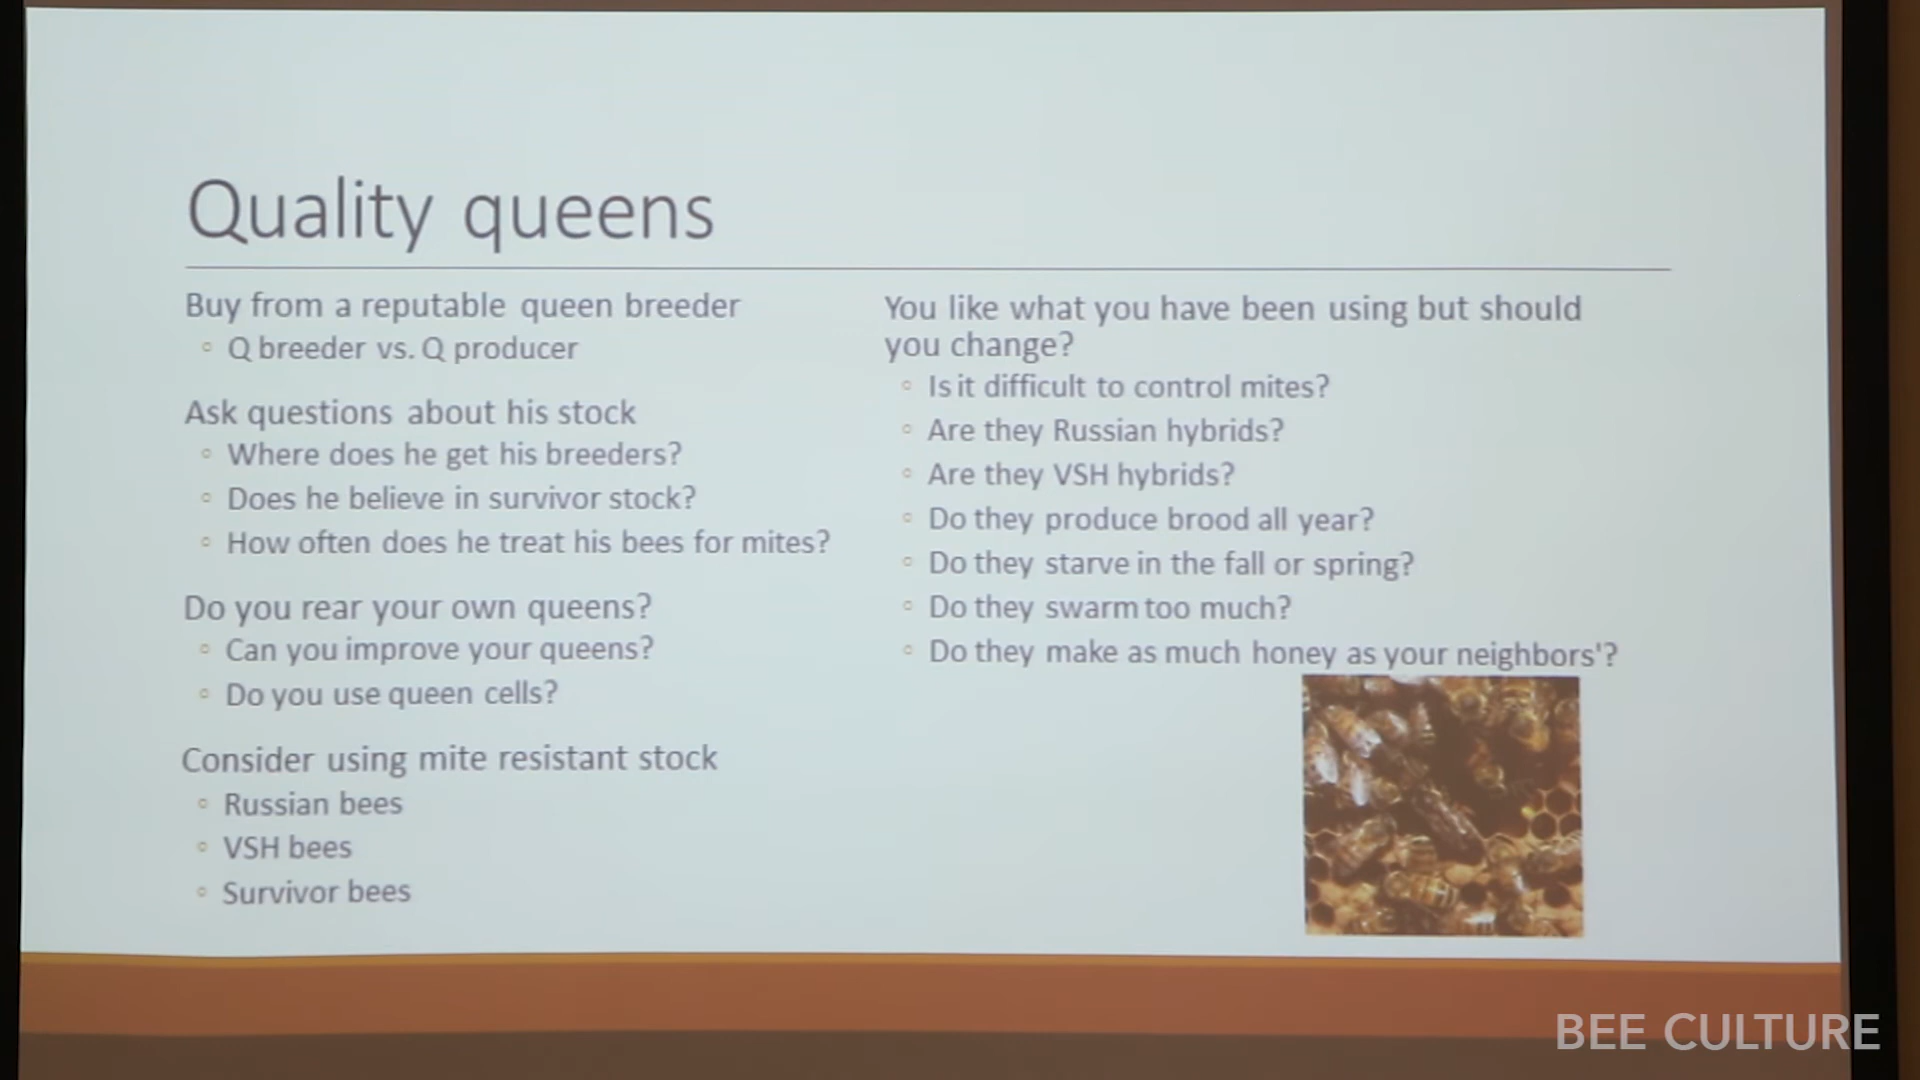 Quality queens
Buy from a reputable queen breeder
◦ Q breeder vs. Q producer
Ask questions about his stock
◦ Where does he get his breeders?
◦ Does he believe in survivor stock?
◦ How often does he treat his bees for mites?
Do you rear your own queens?
◦ Can you improve your queens?
◦ Do you use queen cells?
Consider using mite resistant stock
◦ Russian bees
◦ VSH bees
◦ Survivor bees
You like what you have been using but should
you change?
◦ Is it difficult to control mites?
◦ Are they Russian hybrids?
◦ Are they VSH hybrids?
◦ Do they produce brood all year?
◦ Do they starve in the fall or spring?
◦ Do they swarm too much?
◦ Do they make as much honey as your neighbors'?
BEE CULTURE